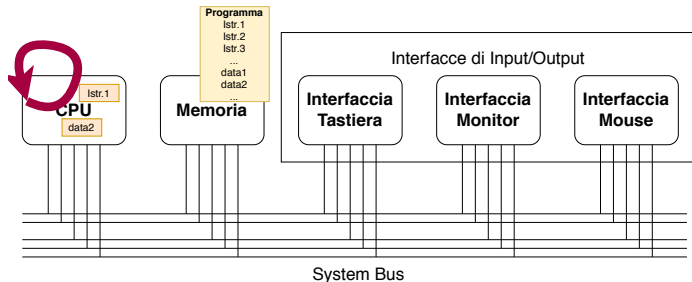 Programma
Istr.1
Istr.2
Istr.3
...
data1
data2
...
Interfacce di Input/Output
Istr.1
CPU
data2
Memoria
Interfaccia
Tastiera
Interfaccia
Monitor
Interfaccia
Mouse
System Bus